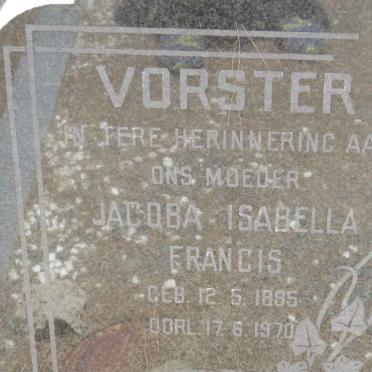 VORSTER
IN TERE HERINNERING AA
ONS MOEDER
JACOBA ISABELLA
FRANCIS
GEB. 12. 5. 1885
OORL. 17. 6. 1970